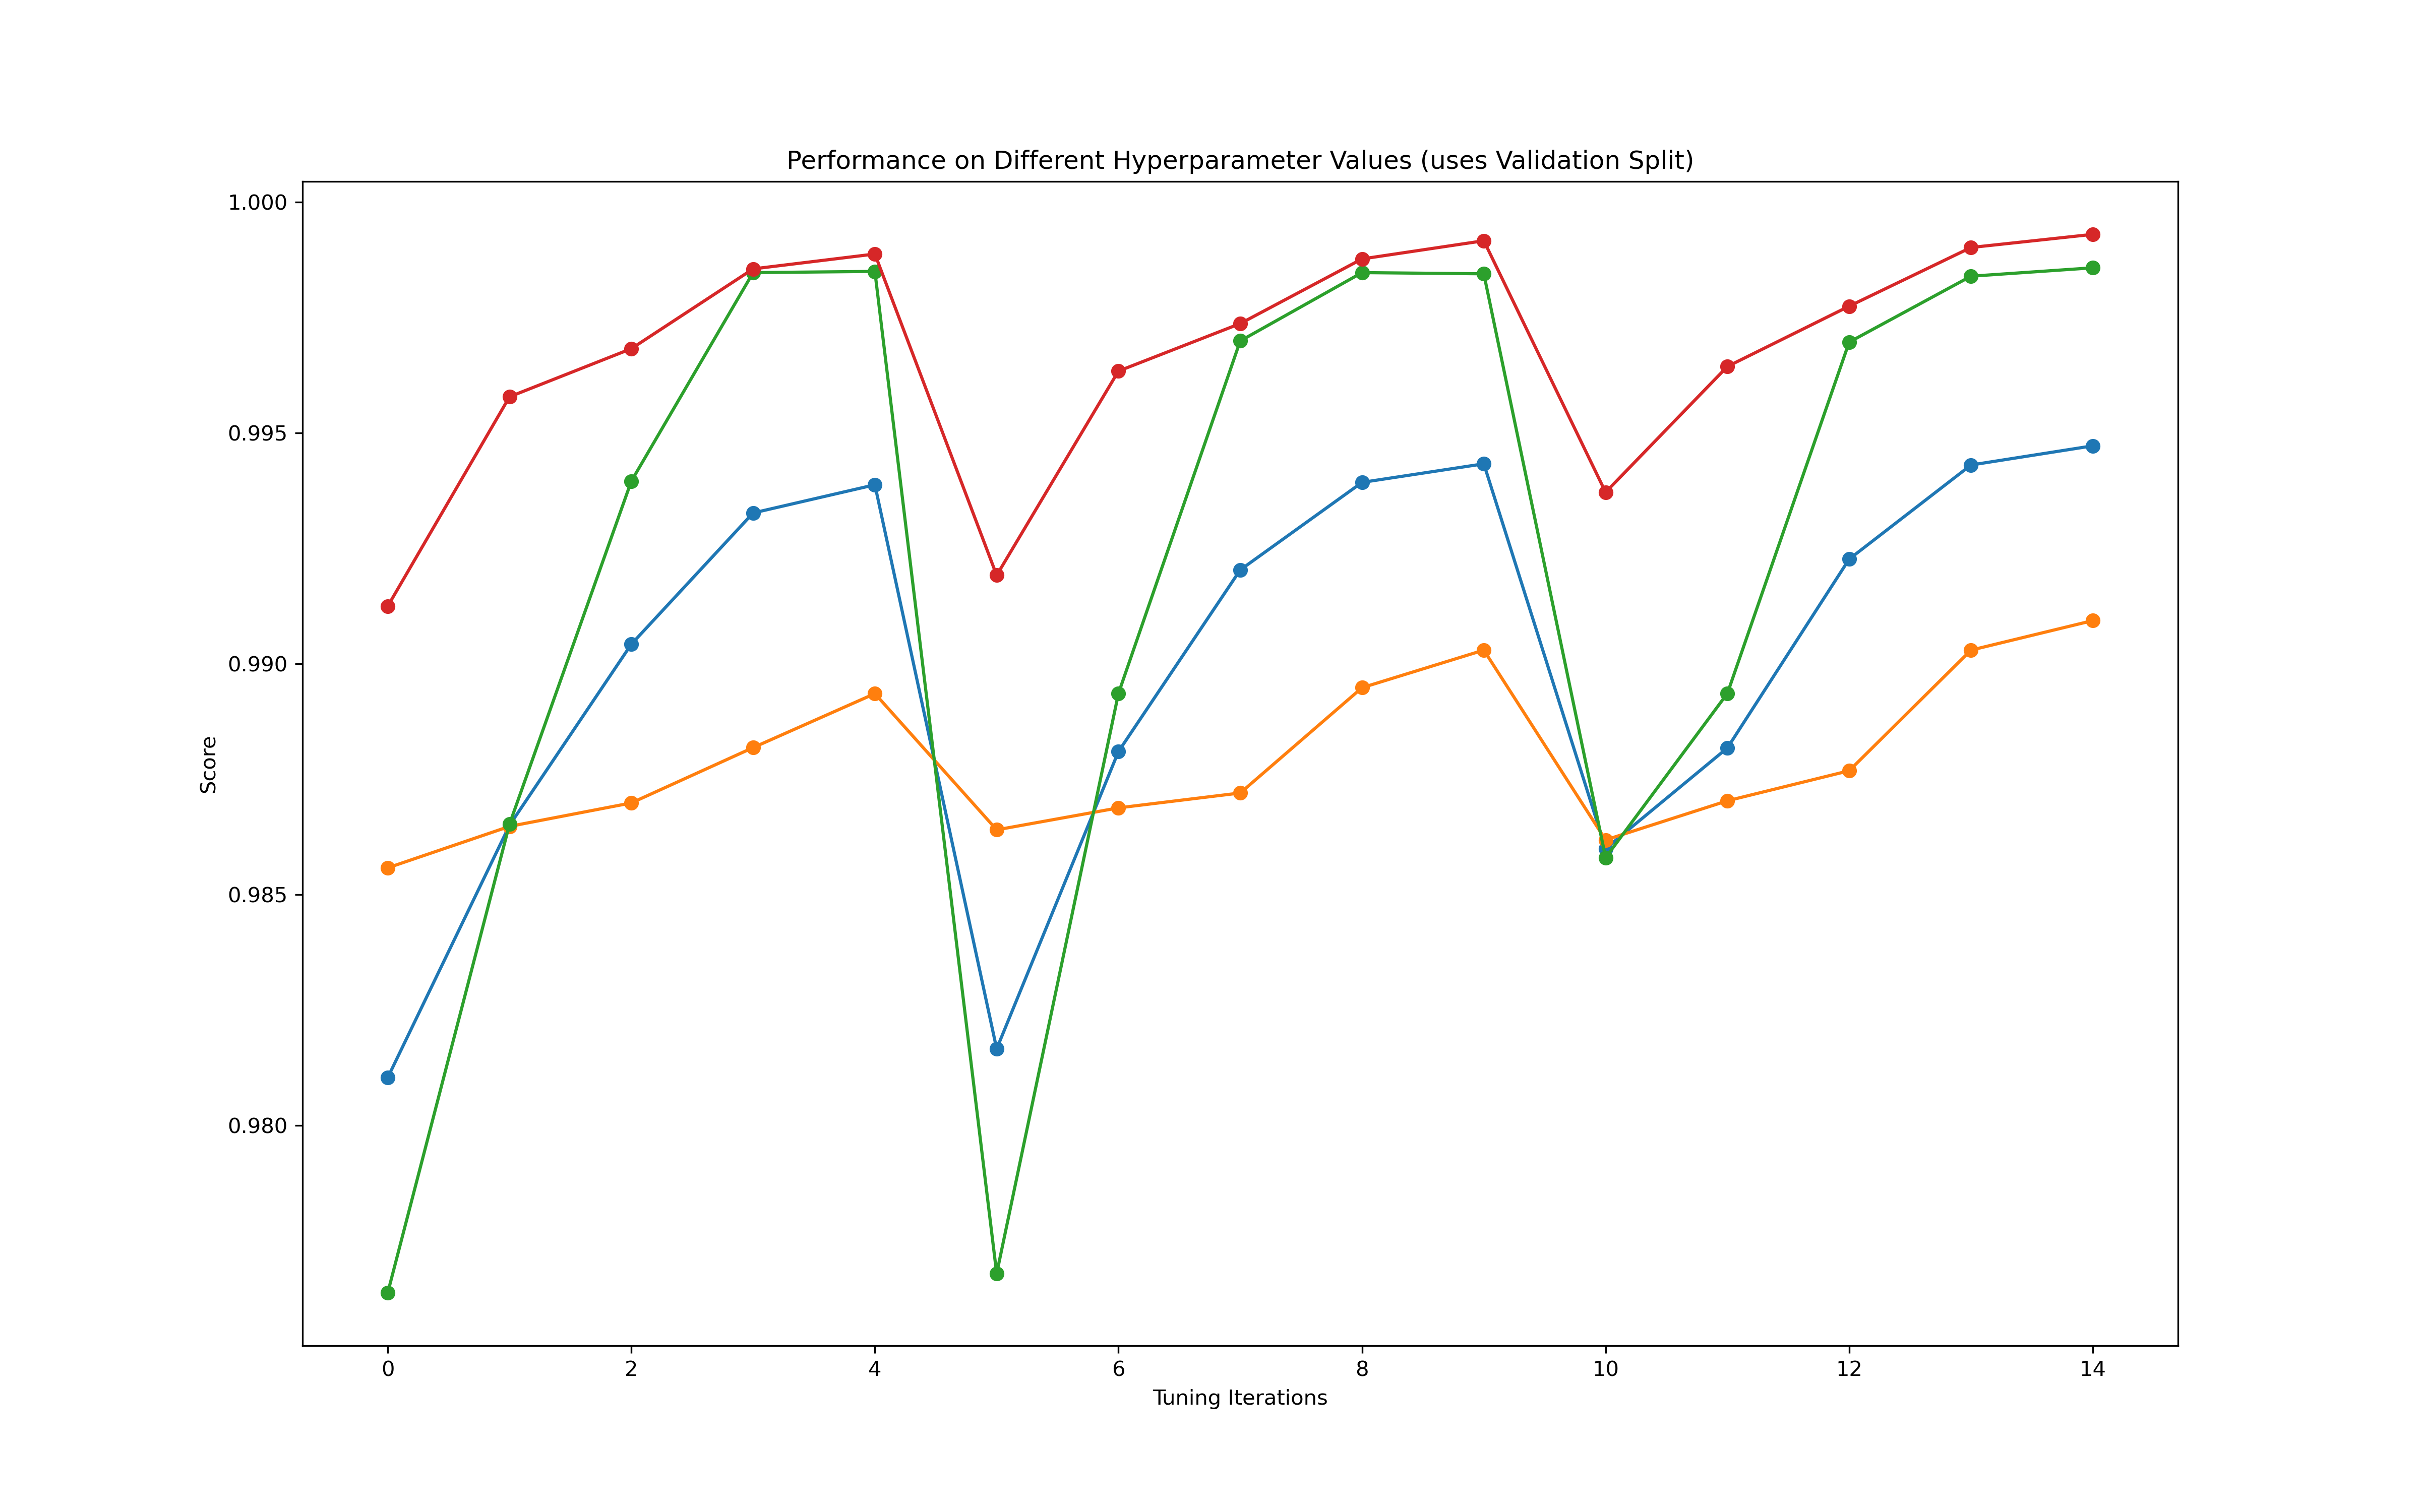 Performance on Different Hyperparameter Values (uses Validation Split)
1.000
0.995
0.990
0.985
0.980
Score
0 2 4 6 8 10 12 14
Tuning Iterations